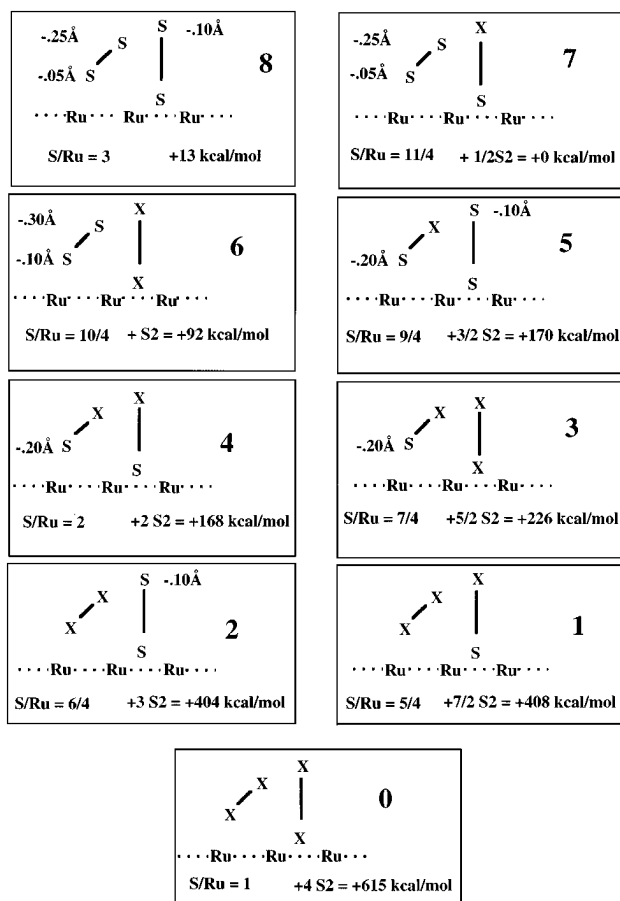 -.25Å S S -.10Å
-.05Å S 8
S
····Ru····Ru···Ru····
S/Ru = 3 +13 kcal/mol
-.25Å S X
-.05Å S 7
S
····Ru····Ru···Ru····
S/Ru = 11/4 + 1/2S2 = +0 kcal/mol
-.30Å S X
-.10Å S 6
X
····Ru····Ru···Ru····
S/Ru = 10/4 + S2 = +92 kcal/mol
X S -.10Å
-.20Å S 5
S
····Ru····Ru···Ru····
S/Ru = 9/4 +3/2 S2 = +170 kcal/mol
X X
-.20Å S 4
S
····Ru····Ru···Ru····
S/Ru = 2 +2 S2 = +168 kcal/mol
X X
-.20Å S 3
X
····Ru····Ru···Ru····
S/Ru = 7/4 +5/2 S2 = +226 kcal/mol
X S -.10Å
X 2
S
····Ru····Ru···Ru····
S/Ru = 6/4 +3 S2 = +404 kcal/mol
X X
X 1
S
····Ru····Ru···Ru····
S/Ru = 5/4 +7/2 S2 = +408 kcal/mol
X X
X 0
X
····Ru····Ru···Ru····
S/Ru = 1 +4 S2 = +615 kcal/mol